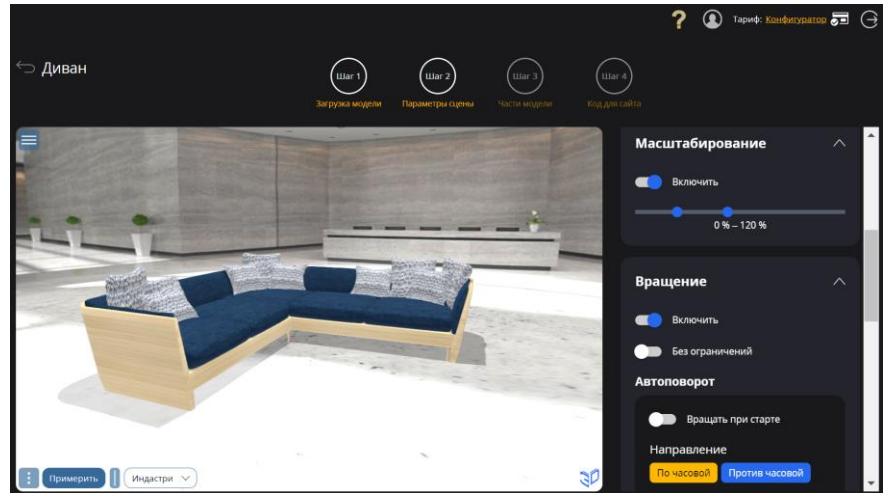 ? Тариф: Конфигуратор
Диван
Шаг 1 Шаг 2 Шаг 3 Шаг 4
Загрузка модели Параметры сцены Части модели Код для сайта
Масштабирование
Включить
0 % – 120 %
Вращение
Включить
Без ограничений
Автоповорот
Вращать при старте
Направление
По часовой Против часовой
Примерить Индастри
3D